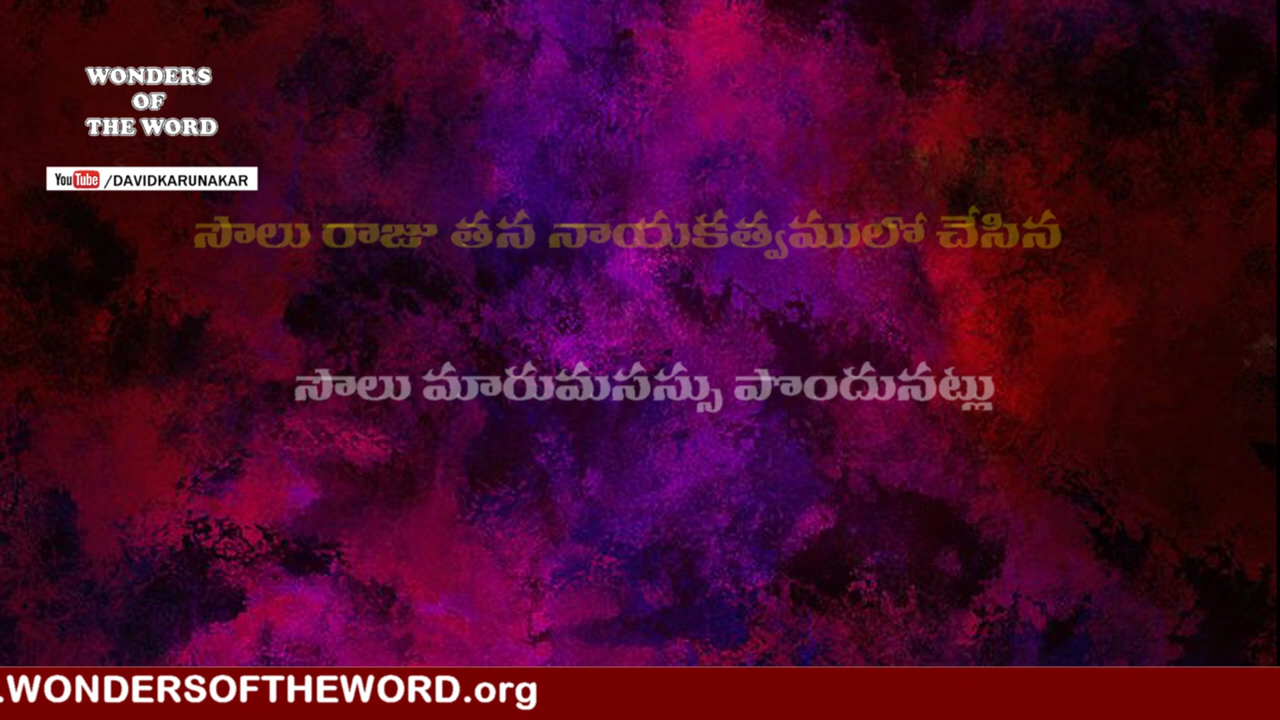 WONDERS
OF
THE WORD
YouTube /DAVIDKARUNAKAR
సౌలు రాజు తన నాయకత్వములో చేసిన
సౌలు మారుమనస్సు పొందునట్లు
.WONDERSOFTHEWORD.org